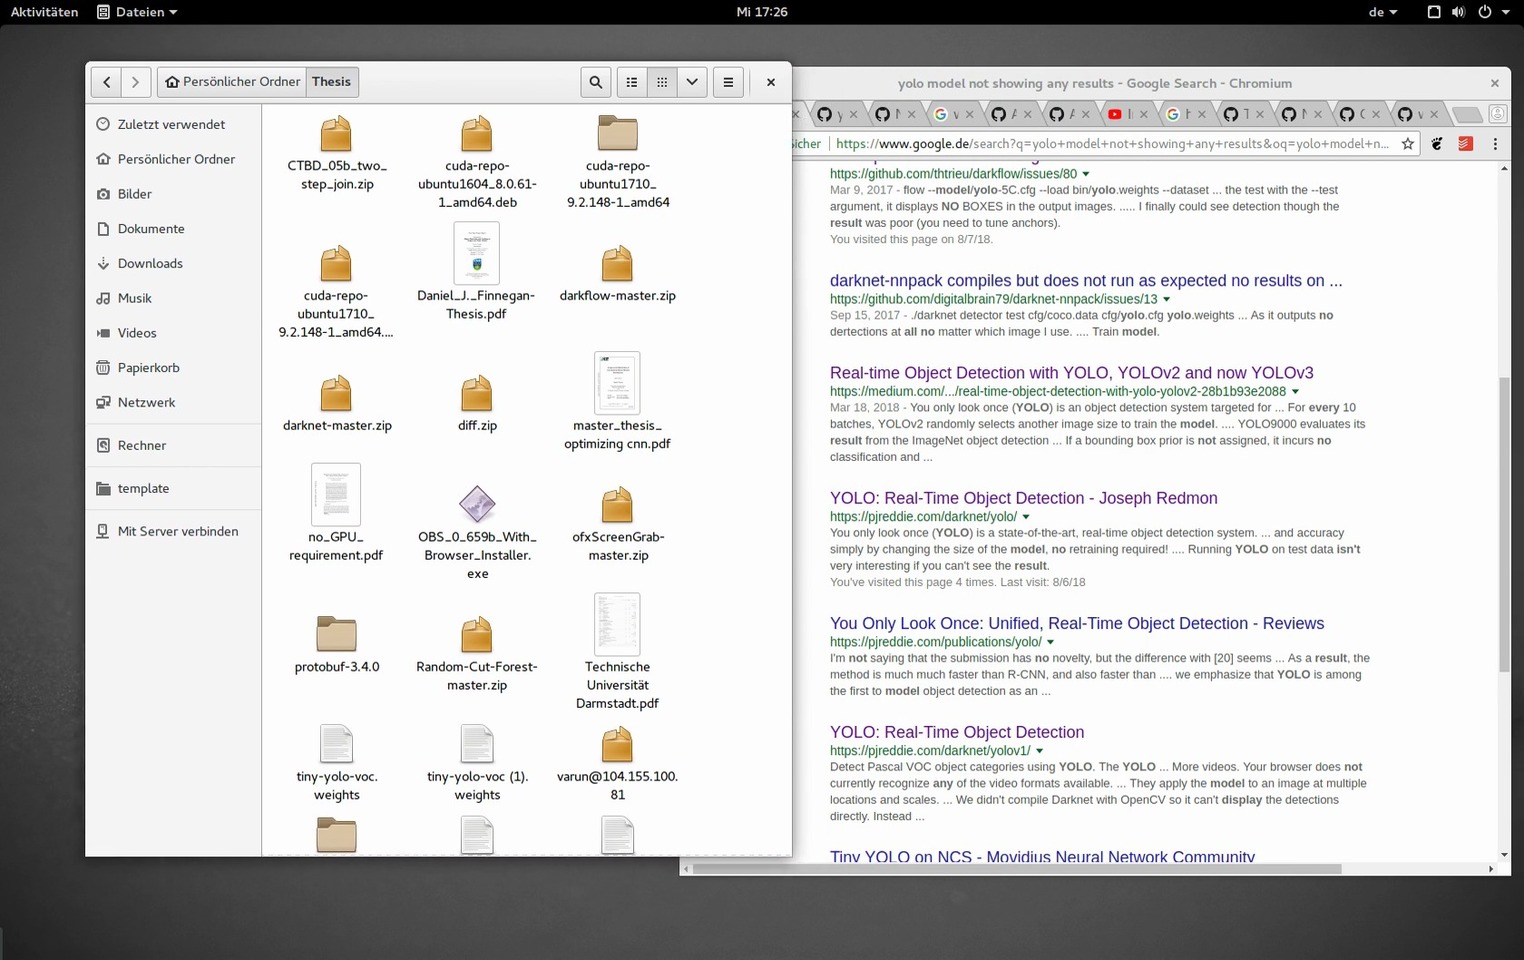 Aktivitäten
Dateien
Mi 17:26
de
Persönlicher Ordner
Thesis
Zuletzt verwendet
Persönlicher Ordner
Bilder
Dokumente
Downloads
Musik
Videos
Papierkorb
Netzwerk
Rechner
template
Mit Server verbinden
CTBD_05b_two_
step_join.zip
cuda-repo-
ubuntu1604_8.0.61-
1_amd64.deb
cuda-repo-
ubuntu1710_
9.2.148-1_amd64
cuda-repo-
ubuntu1710_
9.2.148-1_amd64....
Daniel_J._Finnegan-
Thesis.pdf
darkflow-master.zip
darknet-master.zip
diff.zip
master_thesis_
optimizing cnn.pdf
no_GPU_
requirement.pdf
OBS_0_659b_With_
Browser_Installer.
exe
ofxScreenGrab-
master.zip
protobuf-3.4.0
Random-Cut-Forest-
master.zip
Technische
Universität
Darmstadt.pdf
tiny-yolo-voc.
weights
tiny-yolo-voc (1).
weights
varun@104.155.100.
81
yolo model not showing any results - Google Search - Chromium
https://www.google.de/search?q=yolo+model+not+showing+any+results&oq=yolo+model+n...
https://github.com/thtrieu/darkflow/issues/80
Mar 9, 2017 - flow --model/yolo-5C.cfg --load bin/yolo.weights --dataset ... the test with the --test
argument, it displays NO BOXES in the output images. ..... I finally could see detection though the
result was poor (you need to tune anchors).
You visited this page on 8/7/18.
darknet-nnpack compiles but does not run as expected no results on ...
https://github.com/digitalbrain79/darknet-nnpack/issues/13
Sep 15, 2017 - ./darknet detector test cfg/coco.data cfg/yolo.cfg yolo.weights ... As it outputs no
dertections at all no matter which image I use. .... Train model.
Real-time Object Detection with YOLO, YOLOv2 and now YOLOv3
https://medium.com/.../real-time-object-detection-with-yolo-yolov2-28b1b93e2088
Mar 18, 2018 - You only look once (YOLO) is an object detection system targeted for ... For every 10
batches, YOLOv2 randomly selects another image size to train the model. .... YOLO9000 evaluates its
result from the ImageNet object detection ... If a bounding box prior is not assigned, it incurs no
classification and ...
YOLO: Real-Time Object Detection - Joseph Redmon
https://pjreddie.com/darknet/yolo/
You only look once (YOLO) is a state-of-the-art, real-time object detection system. ... and accuracy
simply by changing the size of the model, no retraining required! .... Running YOLO on test data isn't
very interesting if you can't see the result.
You've visited this page 4 times. Last visit: 8/6/18
You Only Look Once: Unified, Real-Time Object Detection - Reviews
https://pjreddie.com/publications/yolo/
I'm not saying that the submission has no novelty, but the difference with [20] seems ... As a result, the
method is much much faster than R-CNN, and also faster than .... we emphasize that YOLO is among
the first to model object detection as an ...
YOLO: Real-Time Object Detection
https://pjreddie.com/darknet/yolov1/
Detect Pascal VOC object categories using YOLO. The YOLO ... More videos. Your browser does not
currently recognize any of the video formats available. ... They apply the model to an image at multiple
locations and scales. ... We didn't compile Darknet with OpenCV so it can't display the detections
directly. Instead ...
Tiny YOLO on NCS - Movidius Neural Network Community